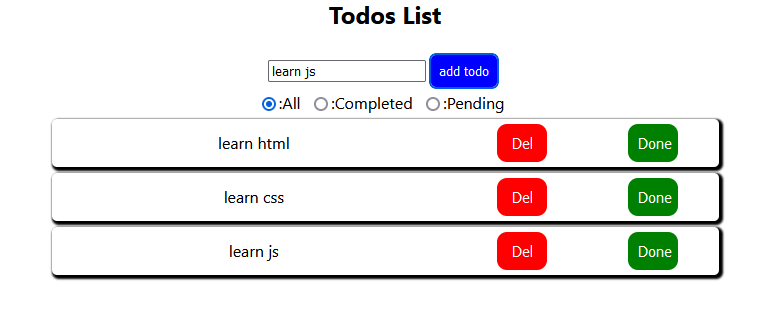 Todos List
learn js add todo
:All :Completed :Pending
learn html Del Done
learn css Del Done
learn js Del Done